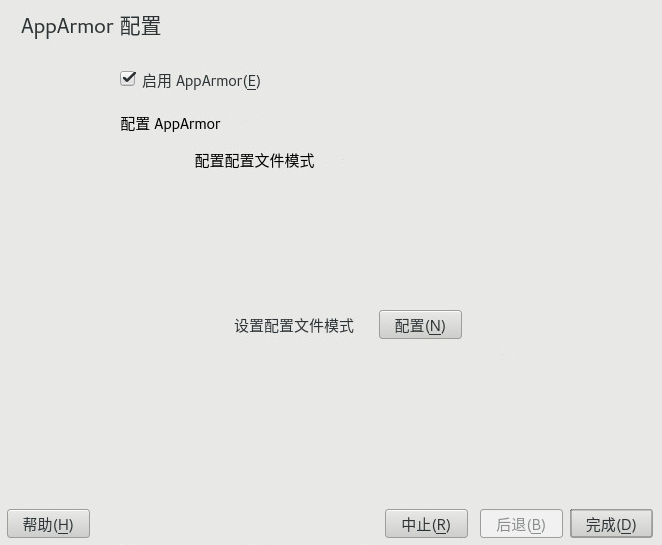 AppArmor 配置
启用 AppArmor(E)
配置 AppArmor
配置配置文件模式
设置配置文件模式 配置(N)
帮助(H) 中止(R) 后退(B) 完成(D)